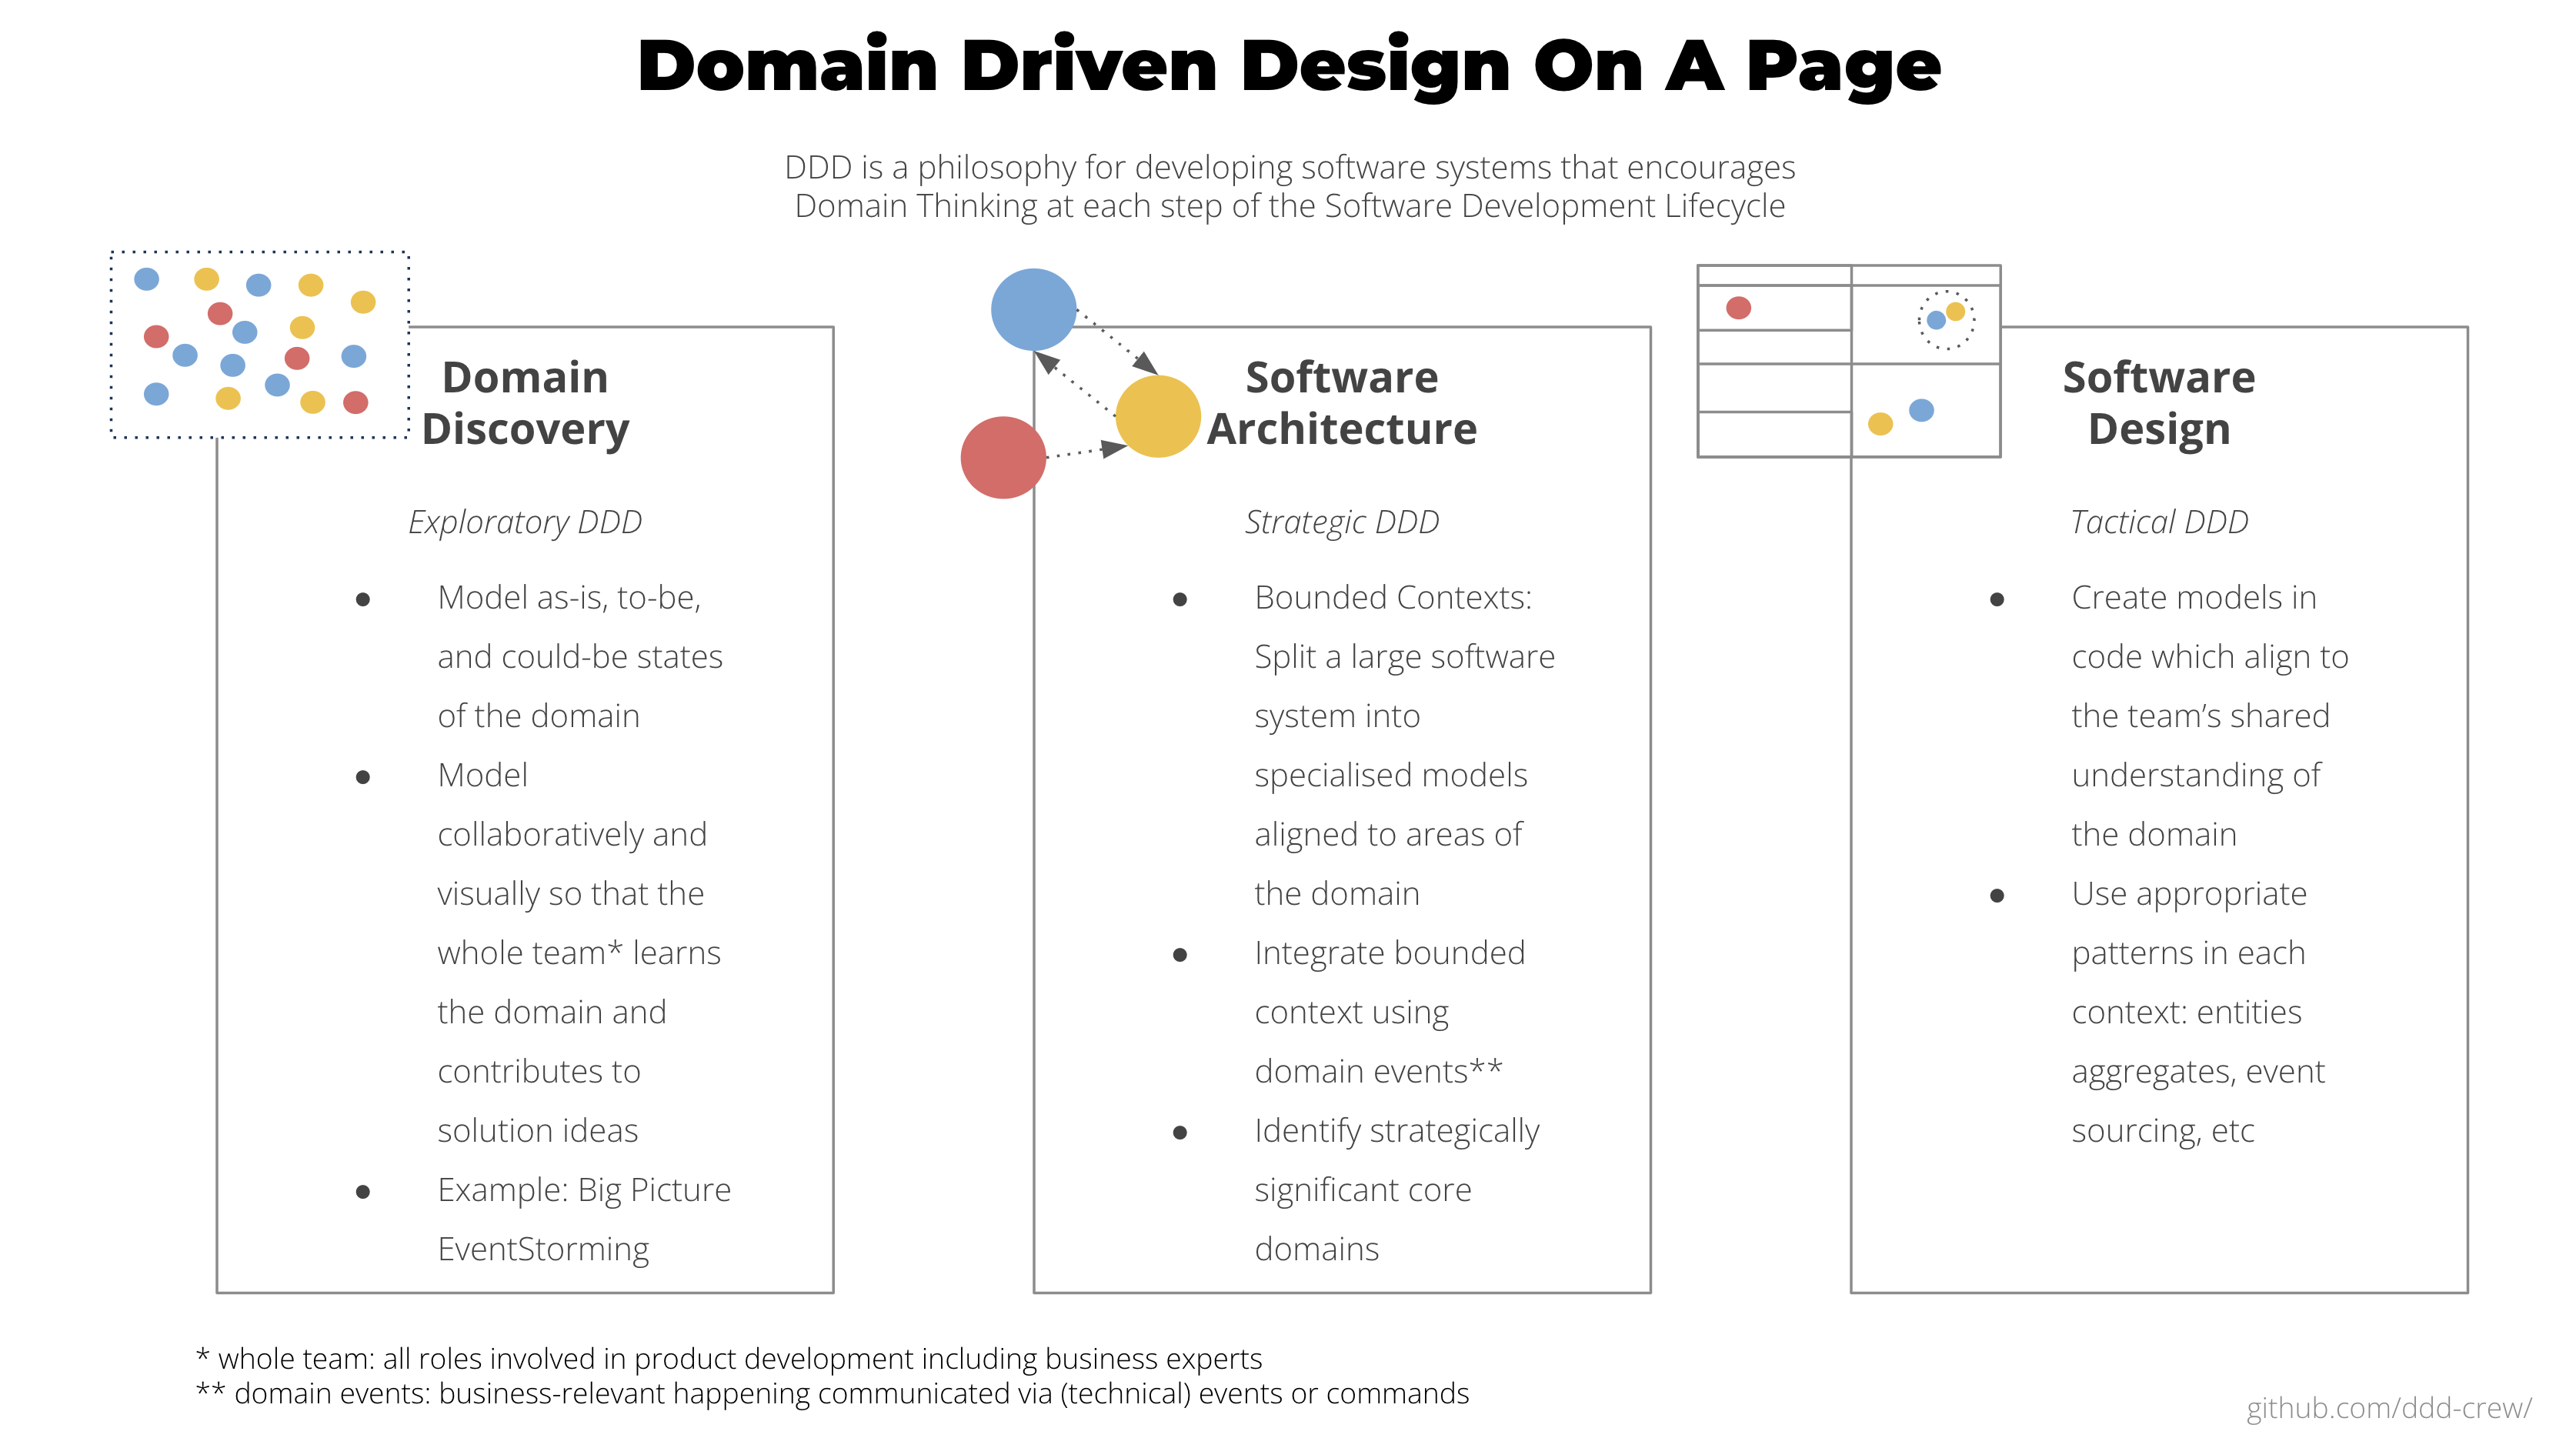 Domain Driven Design On A Page
DDD is a philosophy for developing software systems that encourages
Domain Thinking at each step of the Software Development Lifecycle
Domain
Discovery
Exploratory DDD
● Model as-is, to-be,
and could-be states
of the domain
● Model
collaboratively and
visually so that the
whole team* learns
the domain and
contributes to
solution ideas
● Example: Big Picture
EventStorming
Software
Architecture
Strategic DDD
● Bounded Contexts:
Split a large software
system into
specialised models
aligned to areas of
the domain
● Integrate bounded
context using
domain events**
● Identify strategically
significant core
domains
Software
Design
Tactical DDD
● Create models in
code which align to
the team’s shared
understanding of
the domain
● Use appropriate
patterns in each
context: entities
aggregates, event
sourcing, etc
* whole team: all roles involved in product development including business experts
** domain events: business-relevant happening communicated via (technical) events or commands
github.com/ddd-crew/